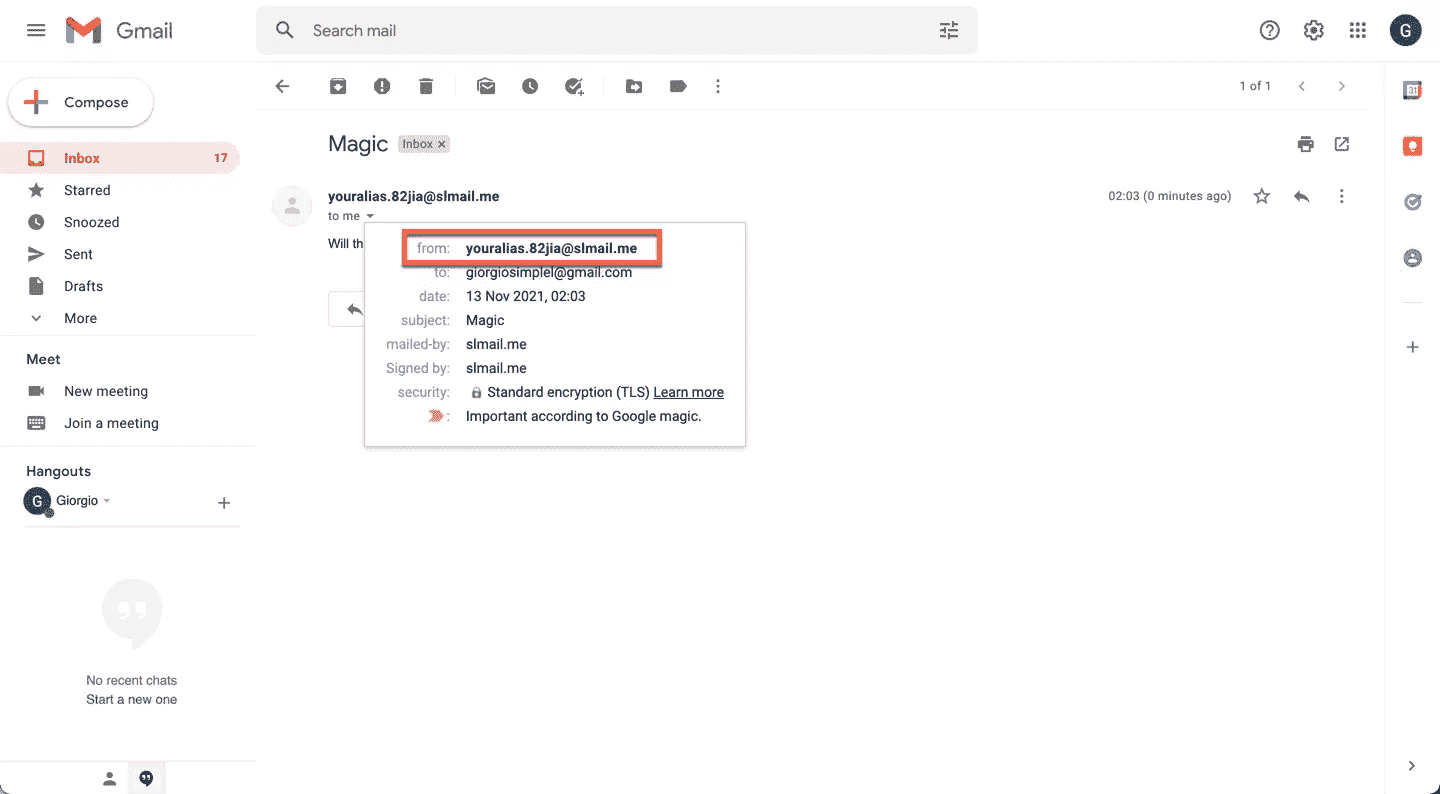 Gmail
Search mail
G
Compose
1 of 1
31
Inbox 17
Starred
Snoozed
Sent
Drafts
More
Magic Inbox ×
youralias.82jia@slmail.me
02:03 (0 minutes ago)
to me
Will th
from: youralias.82jia@slmail.me
to: giorgiosimplel@gmail.com
date: 13 Nov 2021, 02:03
subject: Magic
mailed-by: slmail.me
Signed by: slmail.me
security: Standard encryption (TLS) Learn more
: Important according to Google magic.
Meet
New meeting
Join a meeting
Hangouts
G Giorgio
No recent chats
Start a new one